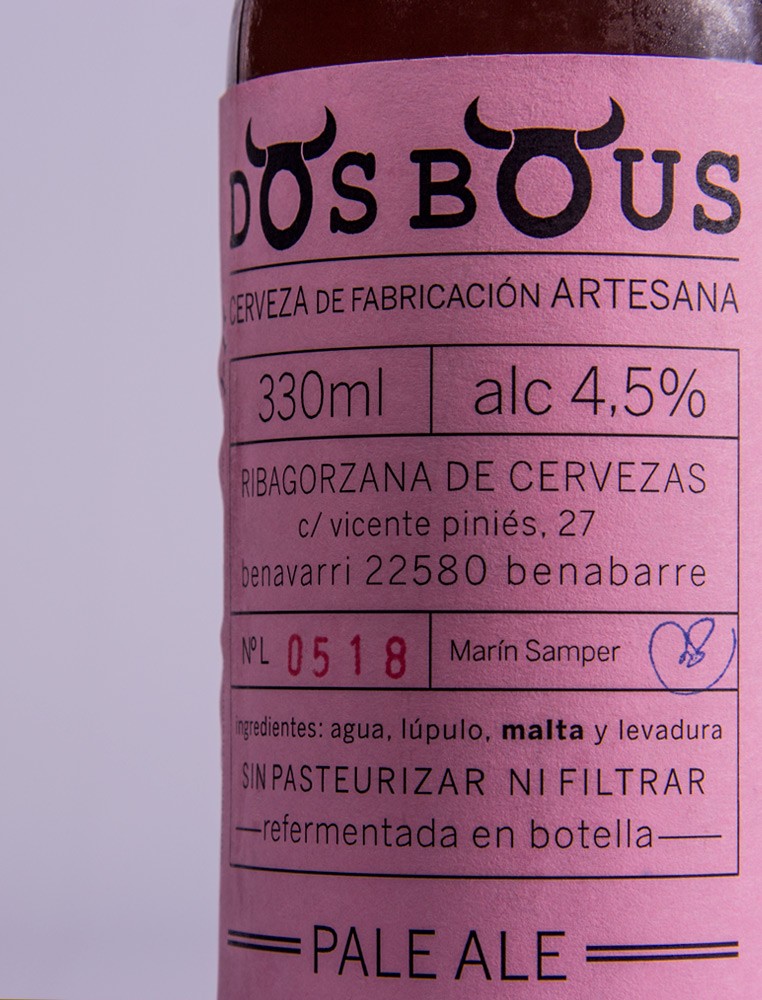 DOS BOUS
CERVEZA DE FABRICACIÓN ARTESANA
330ml alc 4,5%
RIBAGORZANA DE CERVEZAS
c/ vicente piniés, 27
benavarri 22580 benabarre
NºL 0518 Marín Samper
ingredientes: agua, lúpulo, malta y levadura
SIN PASTEURIZAR NI FILTRAR
refermentada en botella
PALE ALE